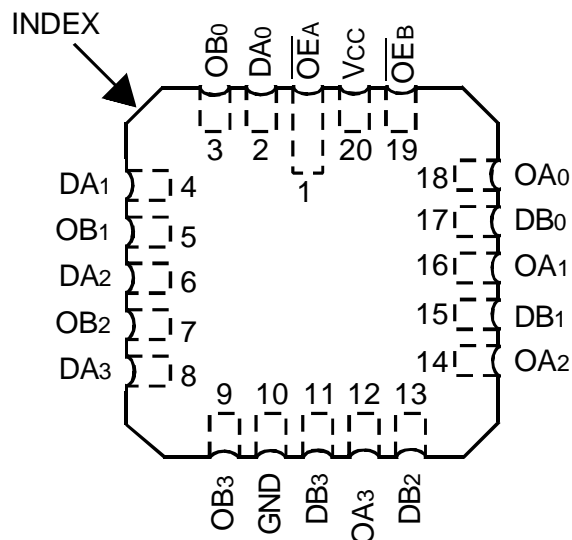 INDEX
OB0 DA0 O̅E̅A VCC O̅E̅B
3 2 1 20 19
DA1 4
OB1 5
DA2 6
OB2 7
DA3 8
18 OA0
17 DB0
16 OA1
15 DB1
14 OA2
9 10 11 12 13
OB3 GND DB3 OA3 DB2